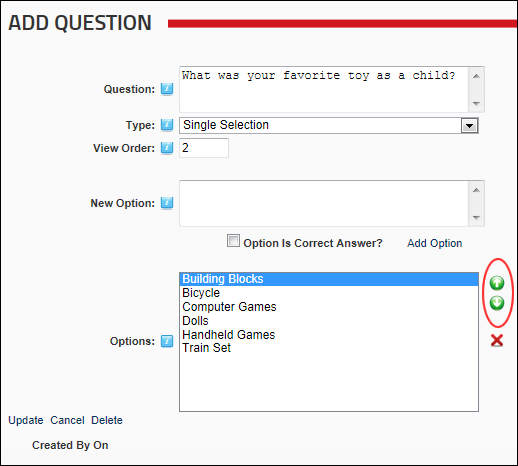 ADD QUESTION
Question: What was your favorite toy as a child?
Type: Single Selection
View Order: 2
New Option:
Option Is Correct Answer? Add Option
Options:
Building Blocks
Bicycle
Computer Games
Dolls
Handheld Games
Train Set
Update Cancel Delete
Created By On